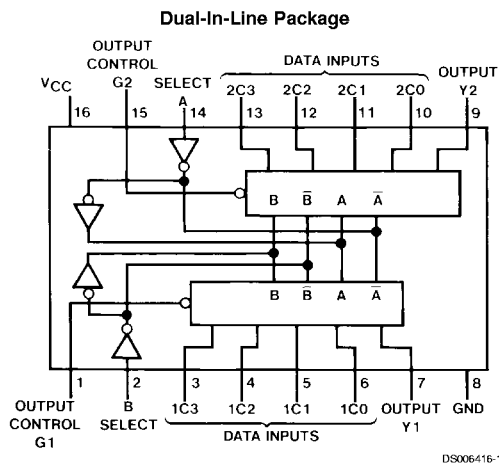 Dual-In-Line Package
OUTPUT
CONTROL
G2
SELECT
A
DATA INPUTS
OUTPUT
Y2
VCC
2C3 2C2 2C1 2C0
16 15 14 13 12 11 10 9
B B̅ A A̅
B B̅ A A̅
1 2 3 4 5 6 7 8
OUTPUT
CONTROL
G1
B
SELECT
1C3 1C2 1C1 1C0
DATA INPUTS
OUTPUT
Y1
GND
DS006416-1